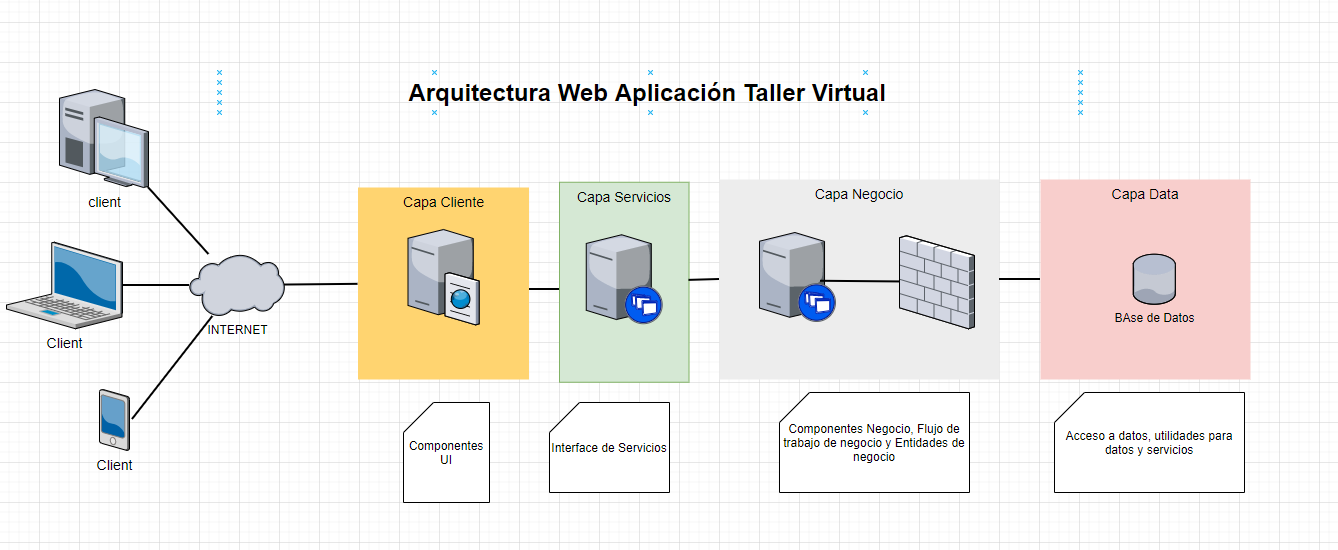 Arquitectura Web Aplicación Taller Virtual
client
Client
Client
INTERNET
Capa Cliente
Capa Servicios
Capa Negocio
Capa Data
BAse de Datos
Componentes
UI
Interface de Servicios
Componentes Negocio, Flujo de
trabajo de negocio y Entidades de
negocio
Acceso a datos, utilidades para
datos y servicios